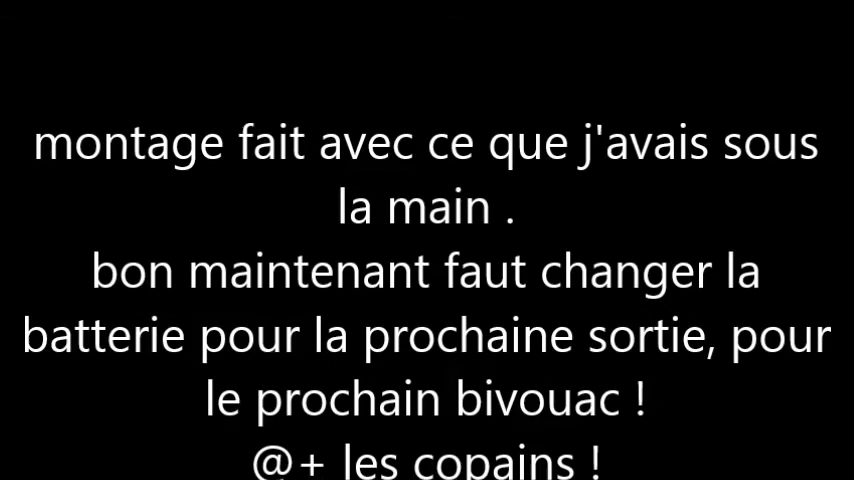 montage fait avec ce que j'avais sous
la main .
bon maintenant faut changer la
batterie pour la prochaine sortie, pour
le prochain bivouac !
@+ les copains !